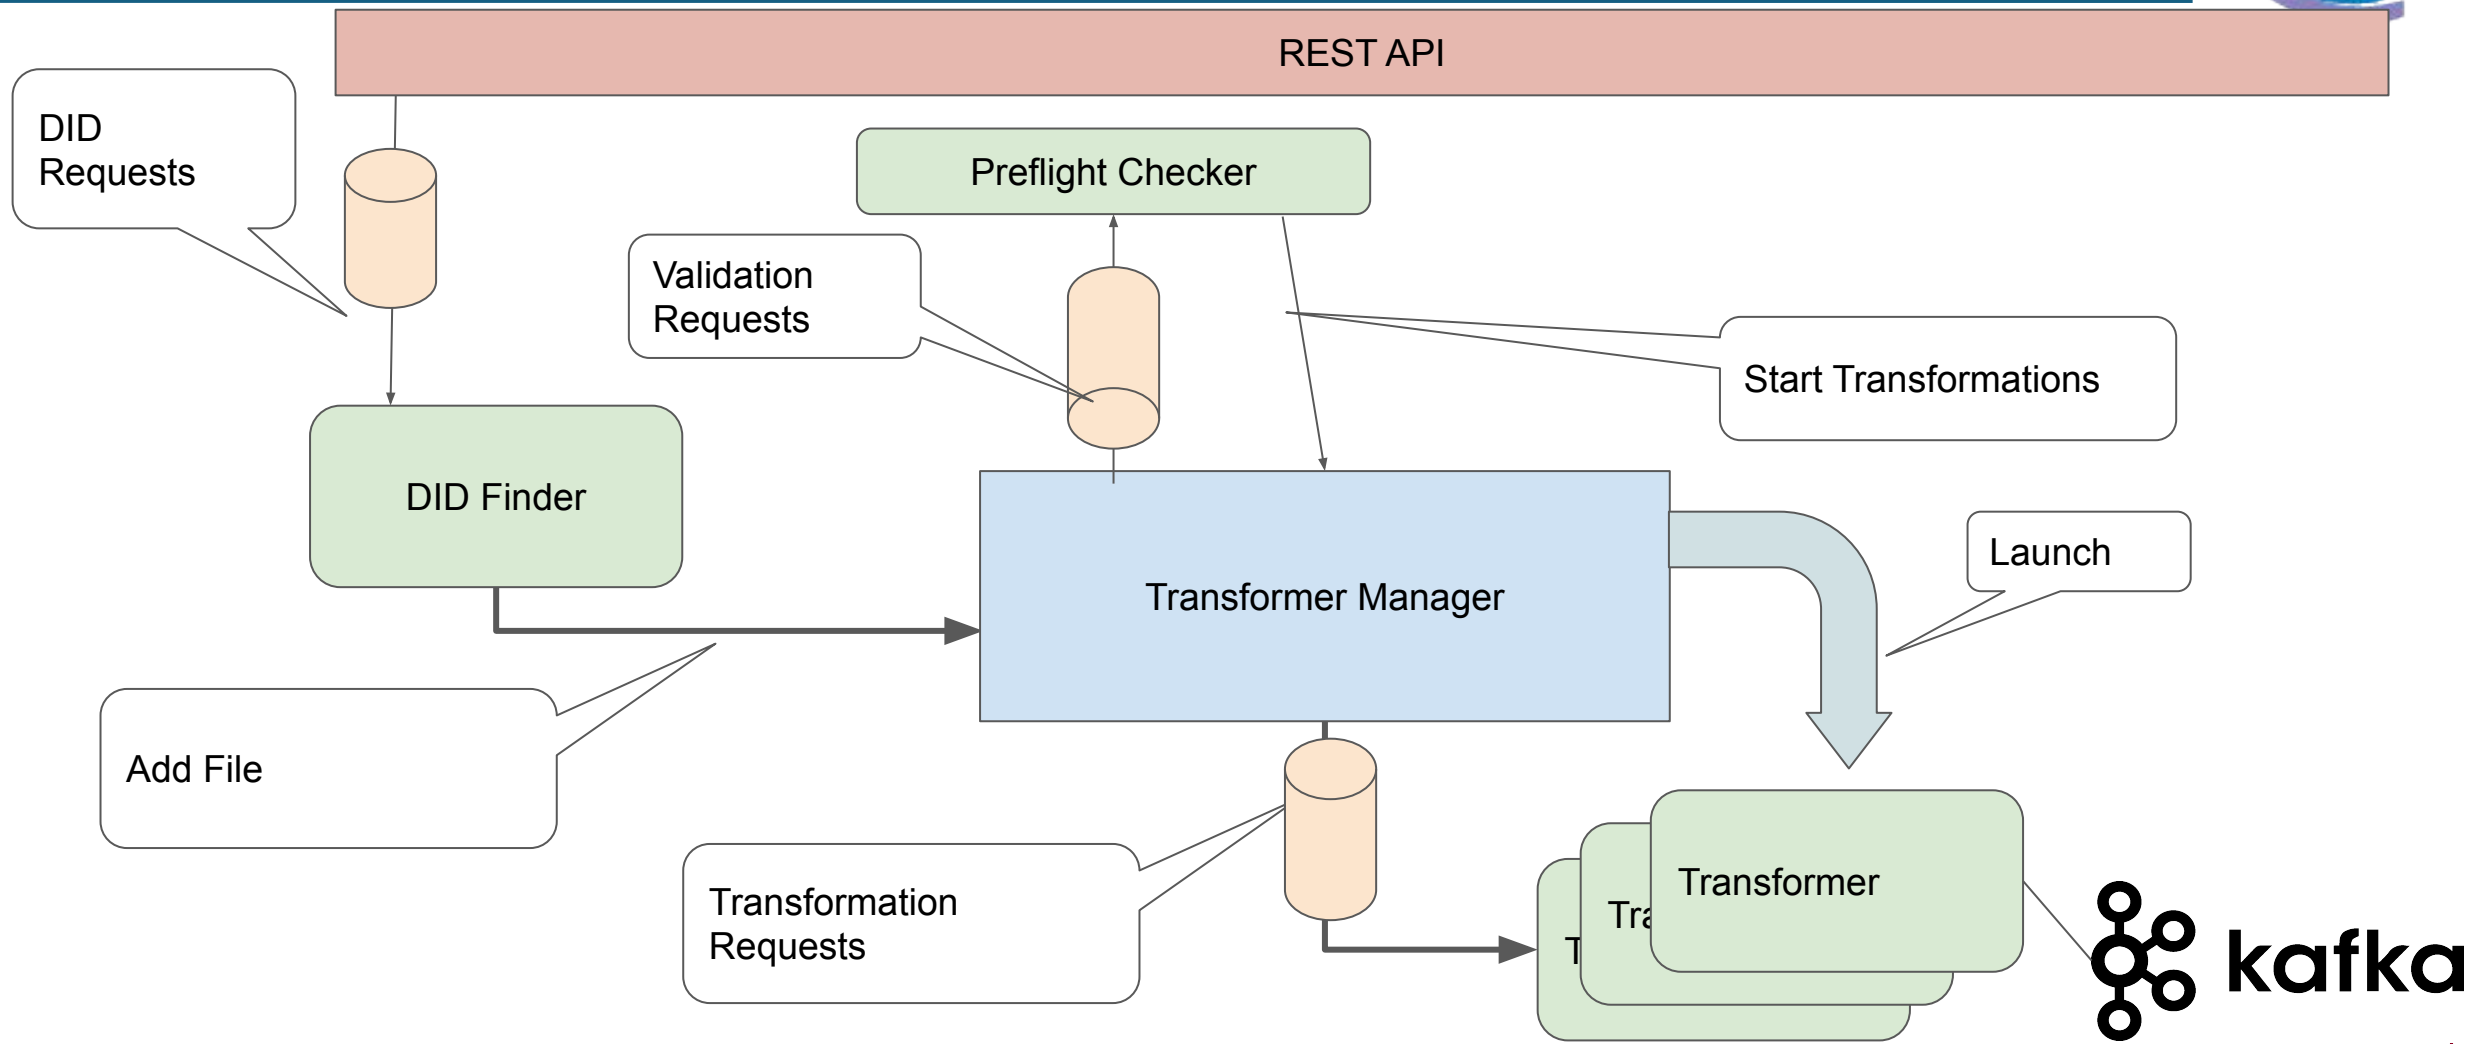 REST API
DID
Requests
Preflight Checker
Validation
Requests
Start Transformations
DID Finder
Launch
Transformer Manager
Add File
Transformer
Tra
T
Transformation
Requests
kafka